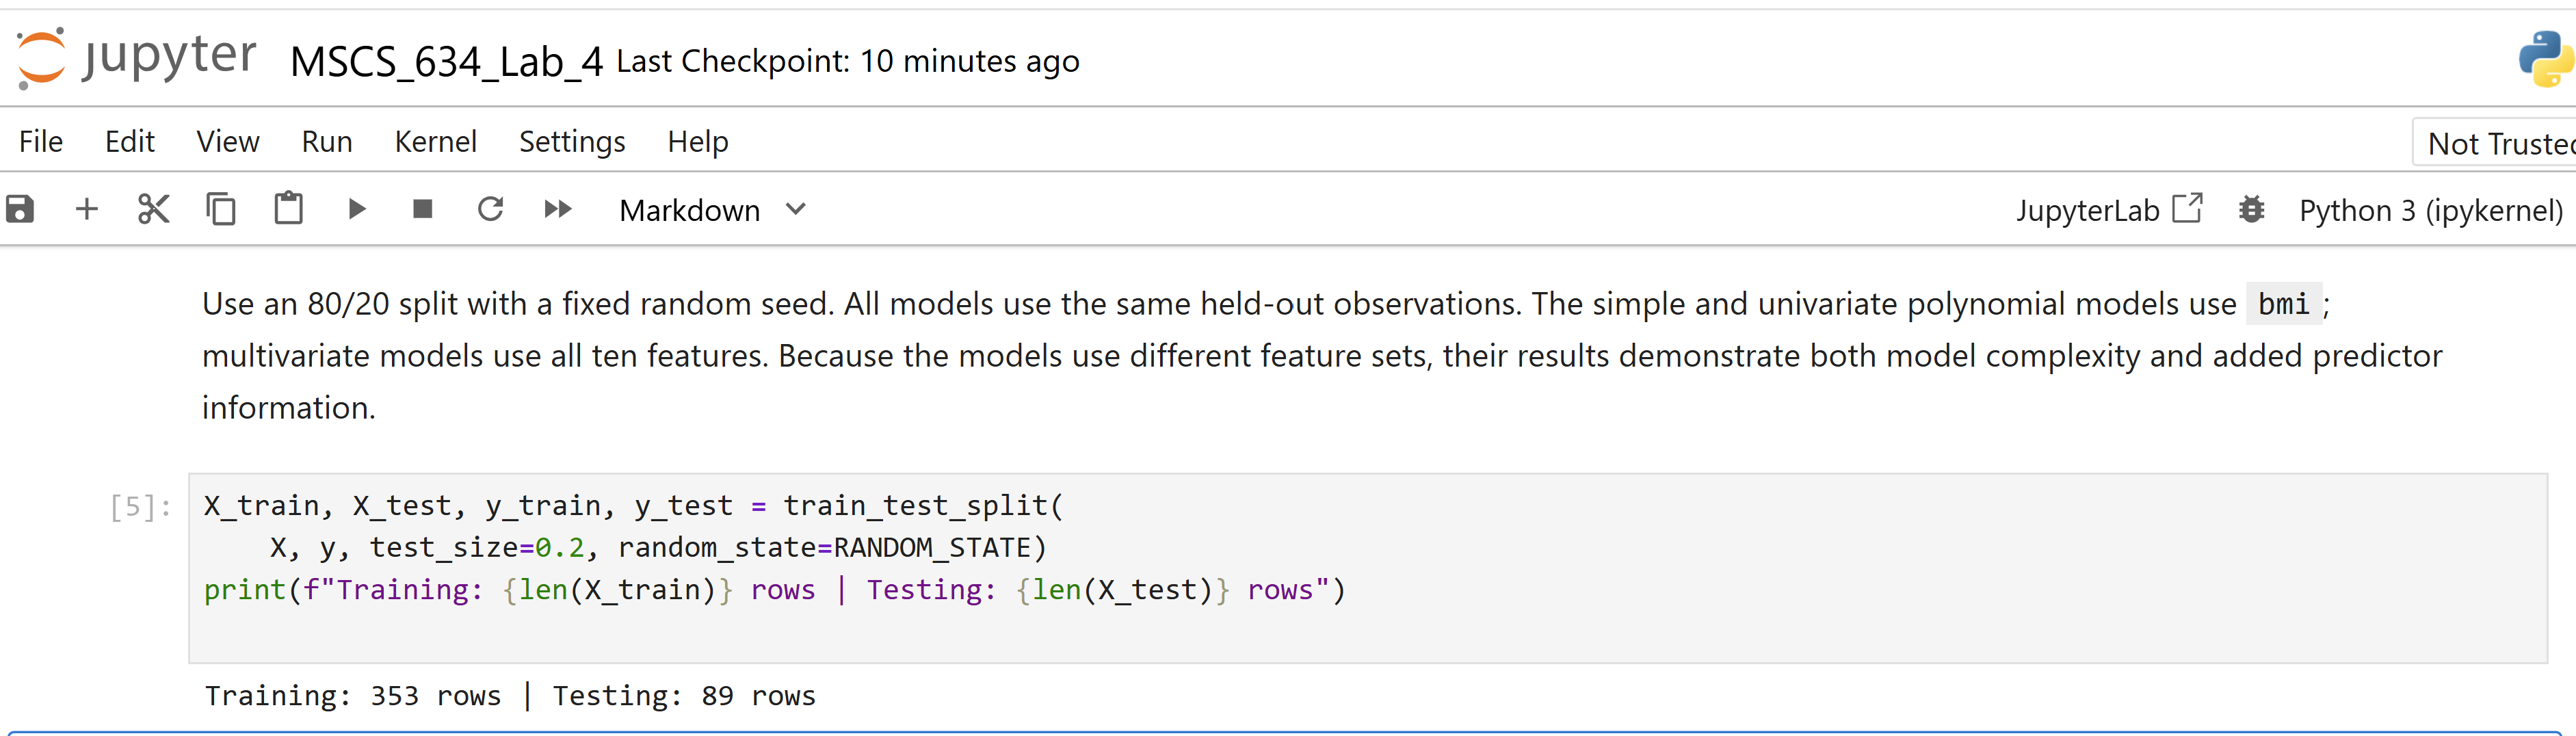 jupyter MSCS_634_Lab_4 Last Checkpoint: 10 minutes ago
File Edit View Run Kernel Settings Help Not Trusted
Markdown JupyterLab Python 3 (ipykernel)
Use an 80/20 split with a fixed random seed. All models use the same held-out observations. The simple and univariate polynomial models use bmi;
multivariate models use all ten features. Because the models use different feature sets, their results demonstrate both model complexity and added predictor
information.
[5]: X_train, X_test, y_train, y_test = train_test_split(
    X, y, test_size=0.2, random_state=RANDOM_STATE)
print(f"Training: {len(X_train)} rows | Testing: {len(X_test)} rows")
Training: 353 rows | Testing: 89 rows